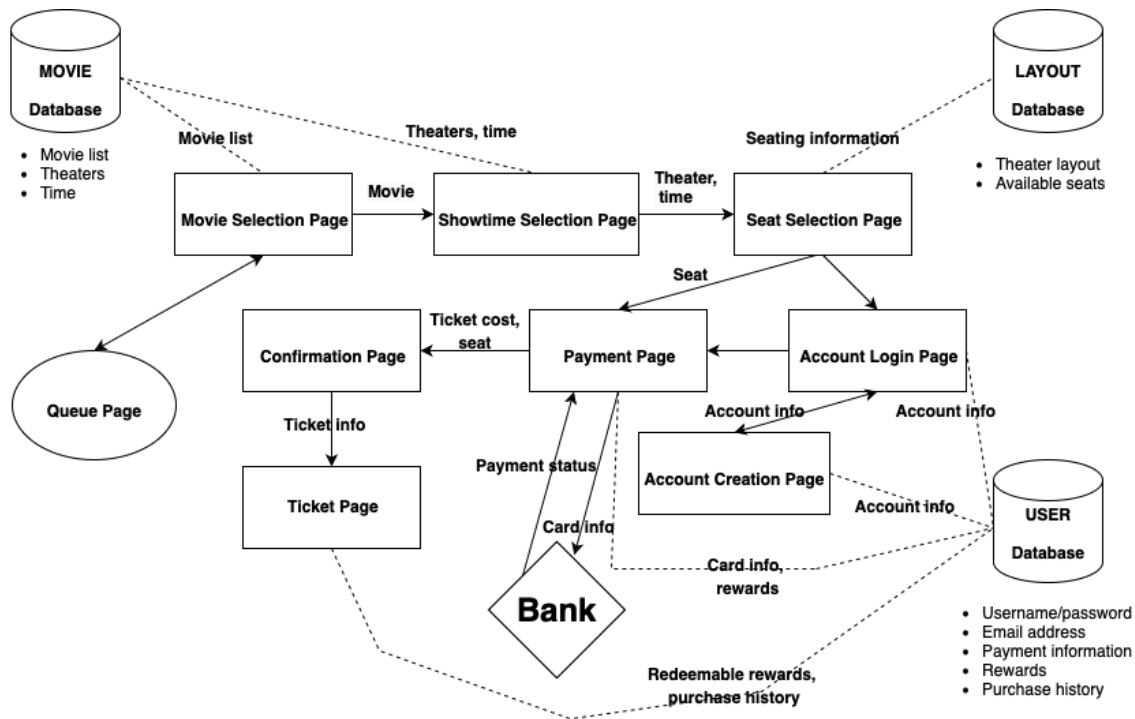 MOVIE
Database
• Movie list
• Theaters
• Time
LAYOUT
Database
• Theater layout
• Available seats
Movie list
Theaters, time
Seating information
Movie Selection Page
Movie
Showtime Selection Page
Theater,
time
Seat Selection Page
Seat
Queue Page
Confirmation Page
Ticket cost,
seat
Payment Page
Account Login Page
Ticket info
Account info
Account info
Ticket Page
Payment status
Card info
Account Creation Page
Account info
USER
Database
Card info,
rewards
Bank
Redeemable rewards,
purchase history
• Username/password
• Email address
• Payment information
• Rewards
• Purchase history